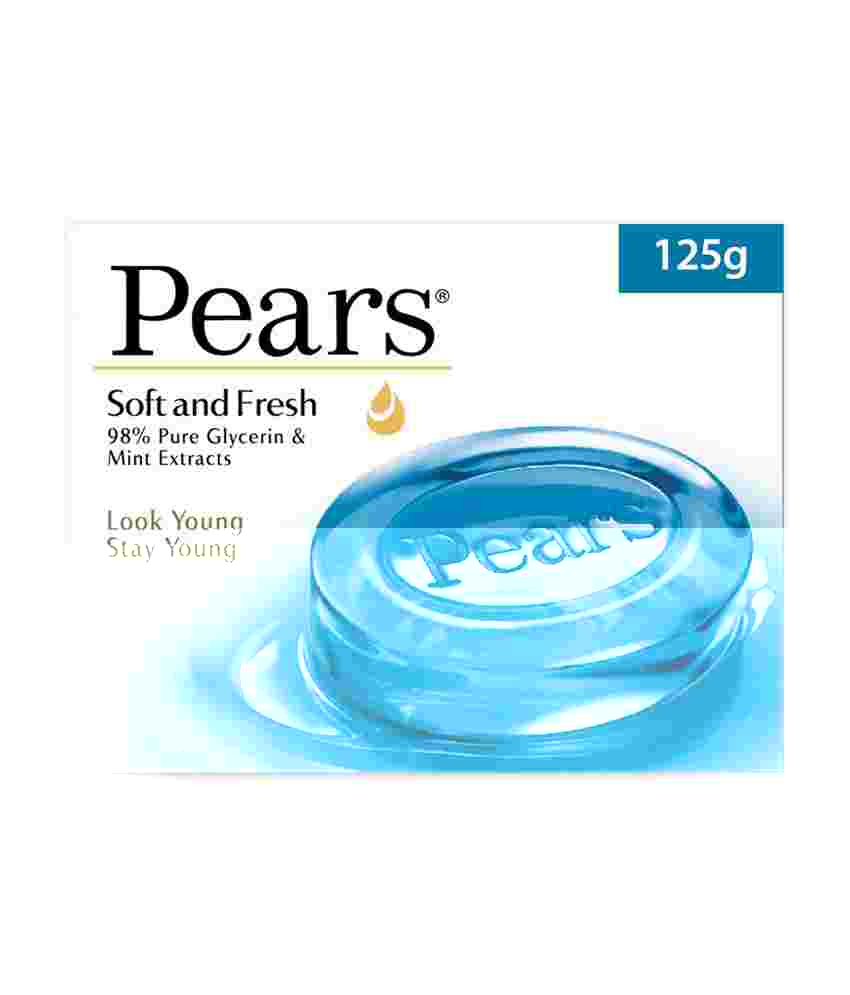 125g
Pears®
Soft and Fresh
98% Pure Glycerin &
Mint Extracts
Look Young
Stay Young
Pears